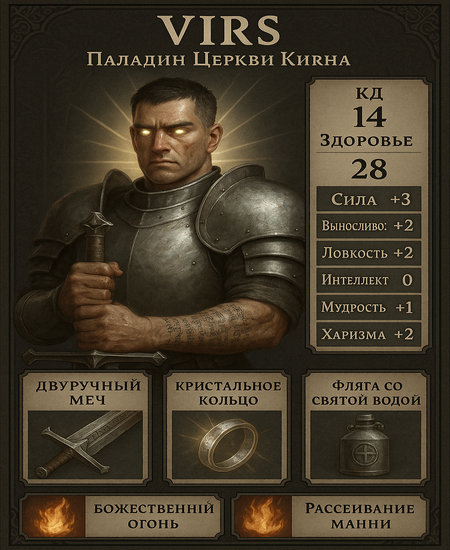 VIRS
Паладин Церкви Кирна
КД
14
Здоровье
28
Сила +3
Выносливо: +2
Ловкость +2
Интеллект 0
Мудрость +1
Харизма +2
Двуручный
меч
Кристальное
кольцо
Фляга со
святой водой
Божественній
огонь
Рассеивание
манни